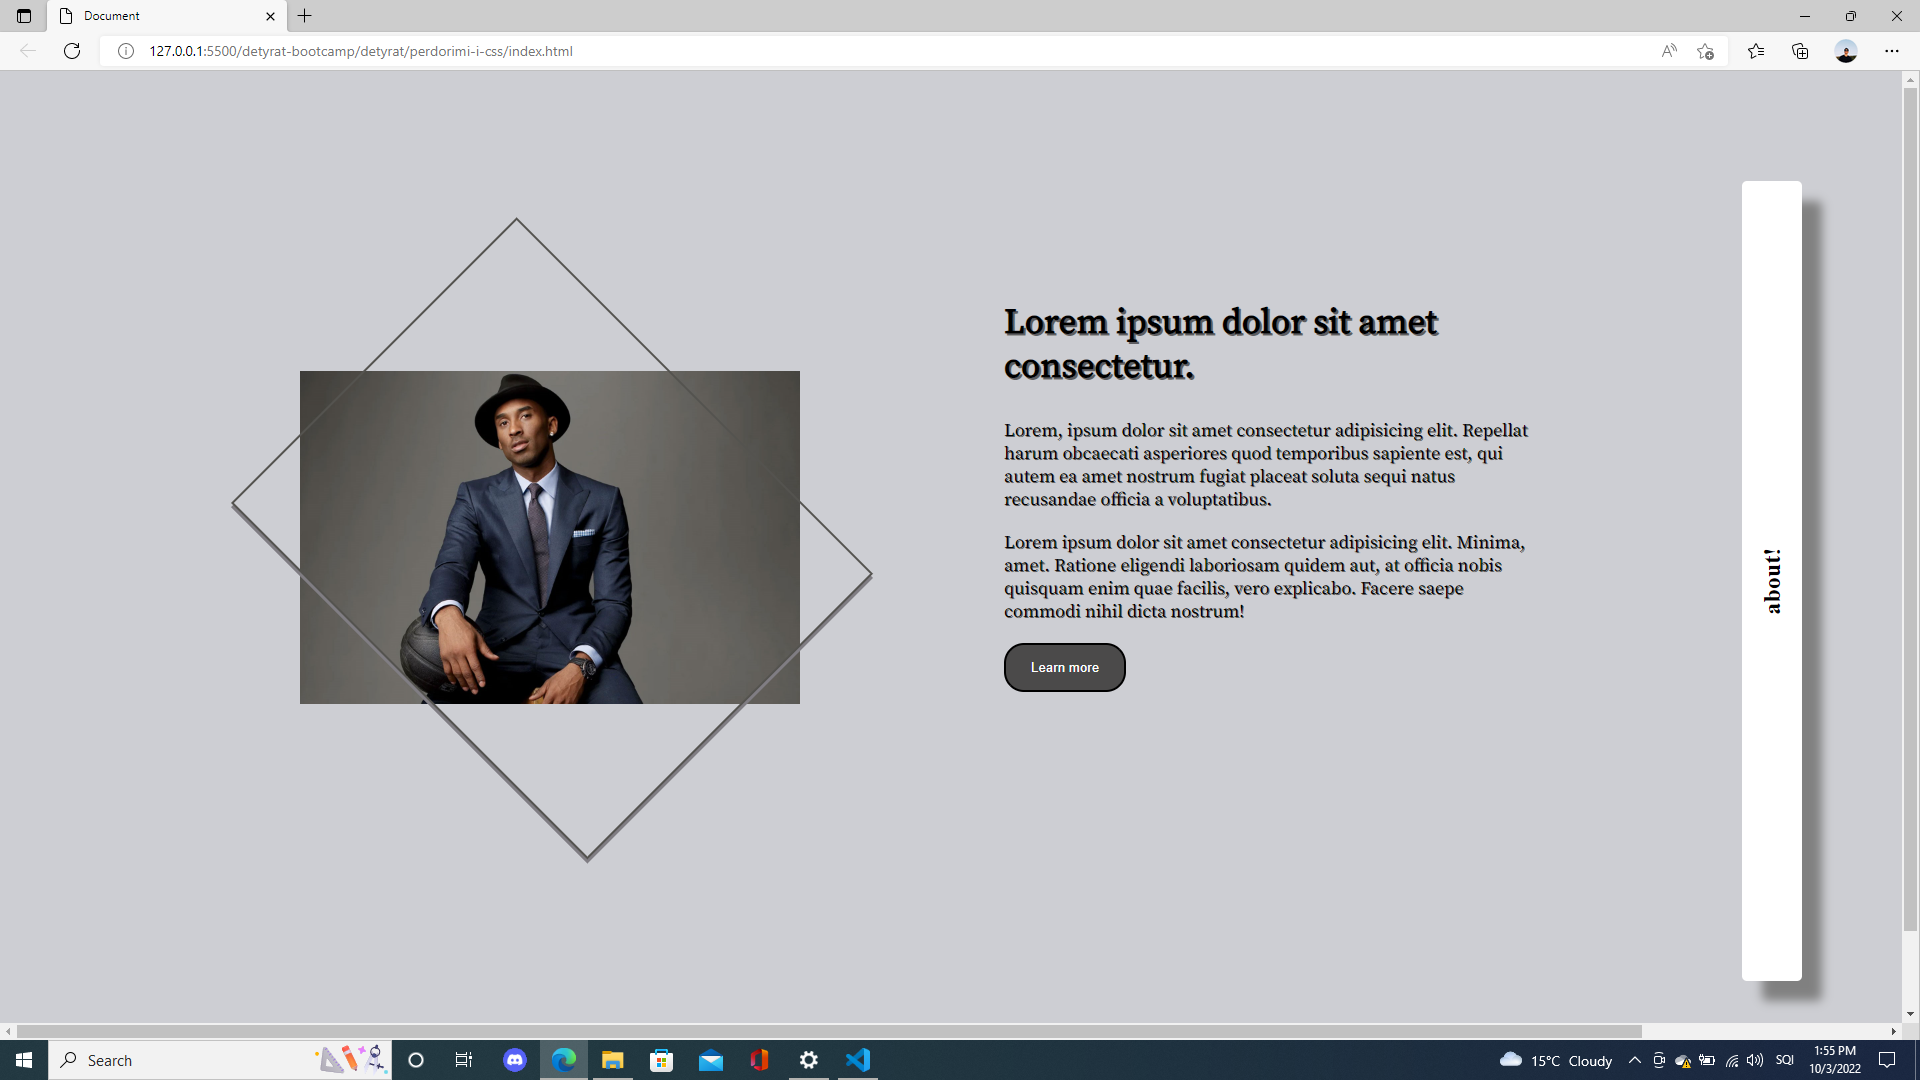 Document
127.0.0.1:5500/detyrat-bootcamp/detyrat/perdorimi-i-css/index.html
Lorem ipsum dolor sit amet
consectetur.
Lorem, ipsum dolor sit amet consectetur adipisicing elit. Repellat
harum obcaecati asperiores quod temporibus sapiente est, qui
autem ea amet nostrum fugiat placeat soluta sequi natus
recusandae officia a voluptatibus.
Lorem ipsum dolor sit amet consectetur adipisicing elit. Minima,
amet. Ratione eligendi laboriosam quidem aut, at officia nobis
quisquam enim quae facilis, vero explicabo. Facere saepe
commodi nihil dicta nostrum!
Learn more
about!
Search
15°C Cloudy
SQI
1:55 PM
10/3/2022